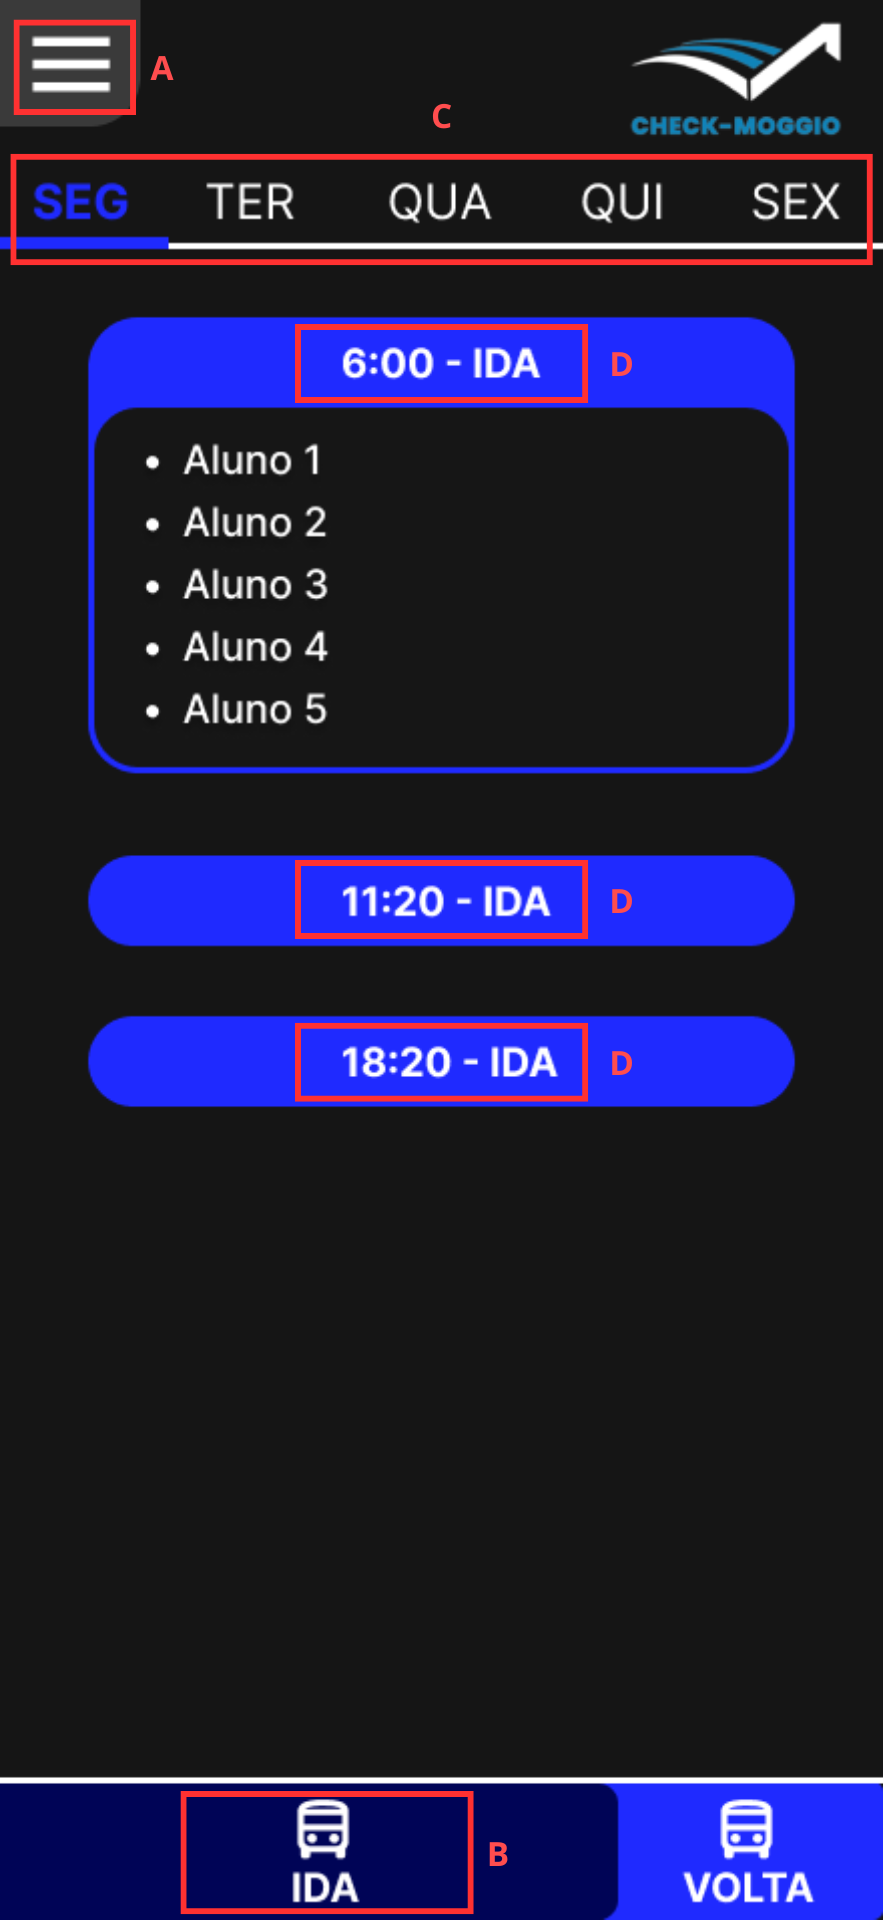 A
C
CHECK-MOGGIO
SEG TER QUA QUI SEX
6:00 - IDA D
• Aluno 1
• Aluno 2
• Aluno 3
• Aluno 4
• Aluno 5
11:20 - IDA D
18:20 - IDA D
B
IDA VOLTA